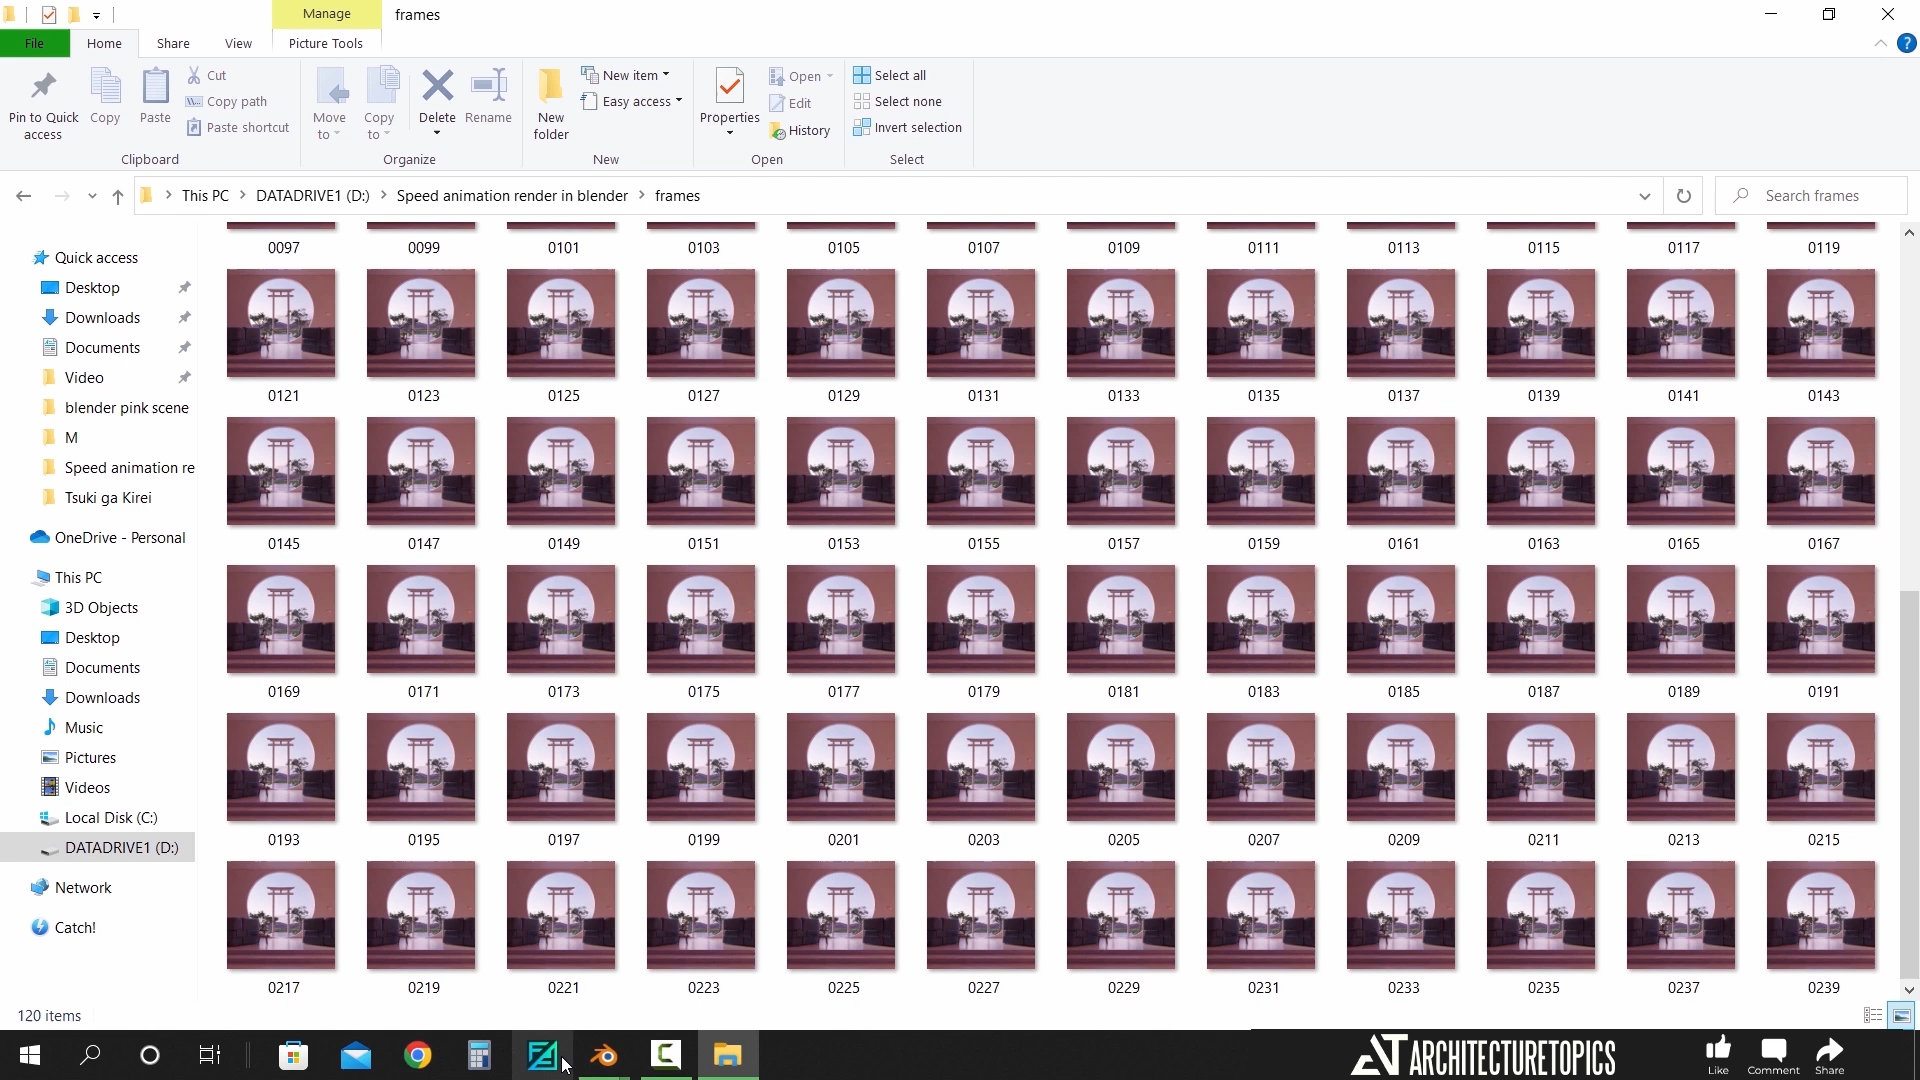 Manage
frames
File
Home
Share
View
Picture Tools
Pin to Quick access
Copy
Paste
Cut
Copy path
Paste shortcut
Clipboard
Move to
Copy to
Delete
Rename
Organize
New folder
New item
Easy access
New
Properties
Open
Edit
History
Open
Select all
Select none
Invert selection
Select
This PC > DATADRIVE1 (D:) > Speed animation render in blender > frames
Search frames
Quick access
Desktop
Downloads
Documents
Video
blender pink scene
M
Speed animation re
Tsuki ga Kirei
OneDrive - Personal
This PC
3D Objects
Desktop
Documents
Downloads
Music
Pictures
Videos
Local Disk (C:)
DATADRIVE1 (D:)
Network
Catch!
0097 0099 0101 0103 0105 0107 0109 0111 0113 0115 0117 0119
0121 0123 0125 0127 0129 0131 0133 0135 0137 0139 0141 0143
0145 0147 0149 0151 0153 0155 0157 0159 0161 0163 0165 0167
0169 0171 0173 0175 0177 0179 0181 0183 0185 0187 0189 0191
0193 0195 0197 0199 0201 0203 0205 0207 0209 0211 0213 0215
0217 0219 0221 0223 0225 0227 0229 0231 0233 0235 0237 0239
120 items
AT ARCHITECTURETOPICS
Like
Comment
Share